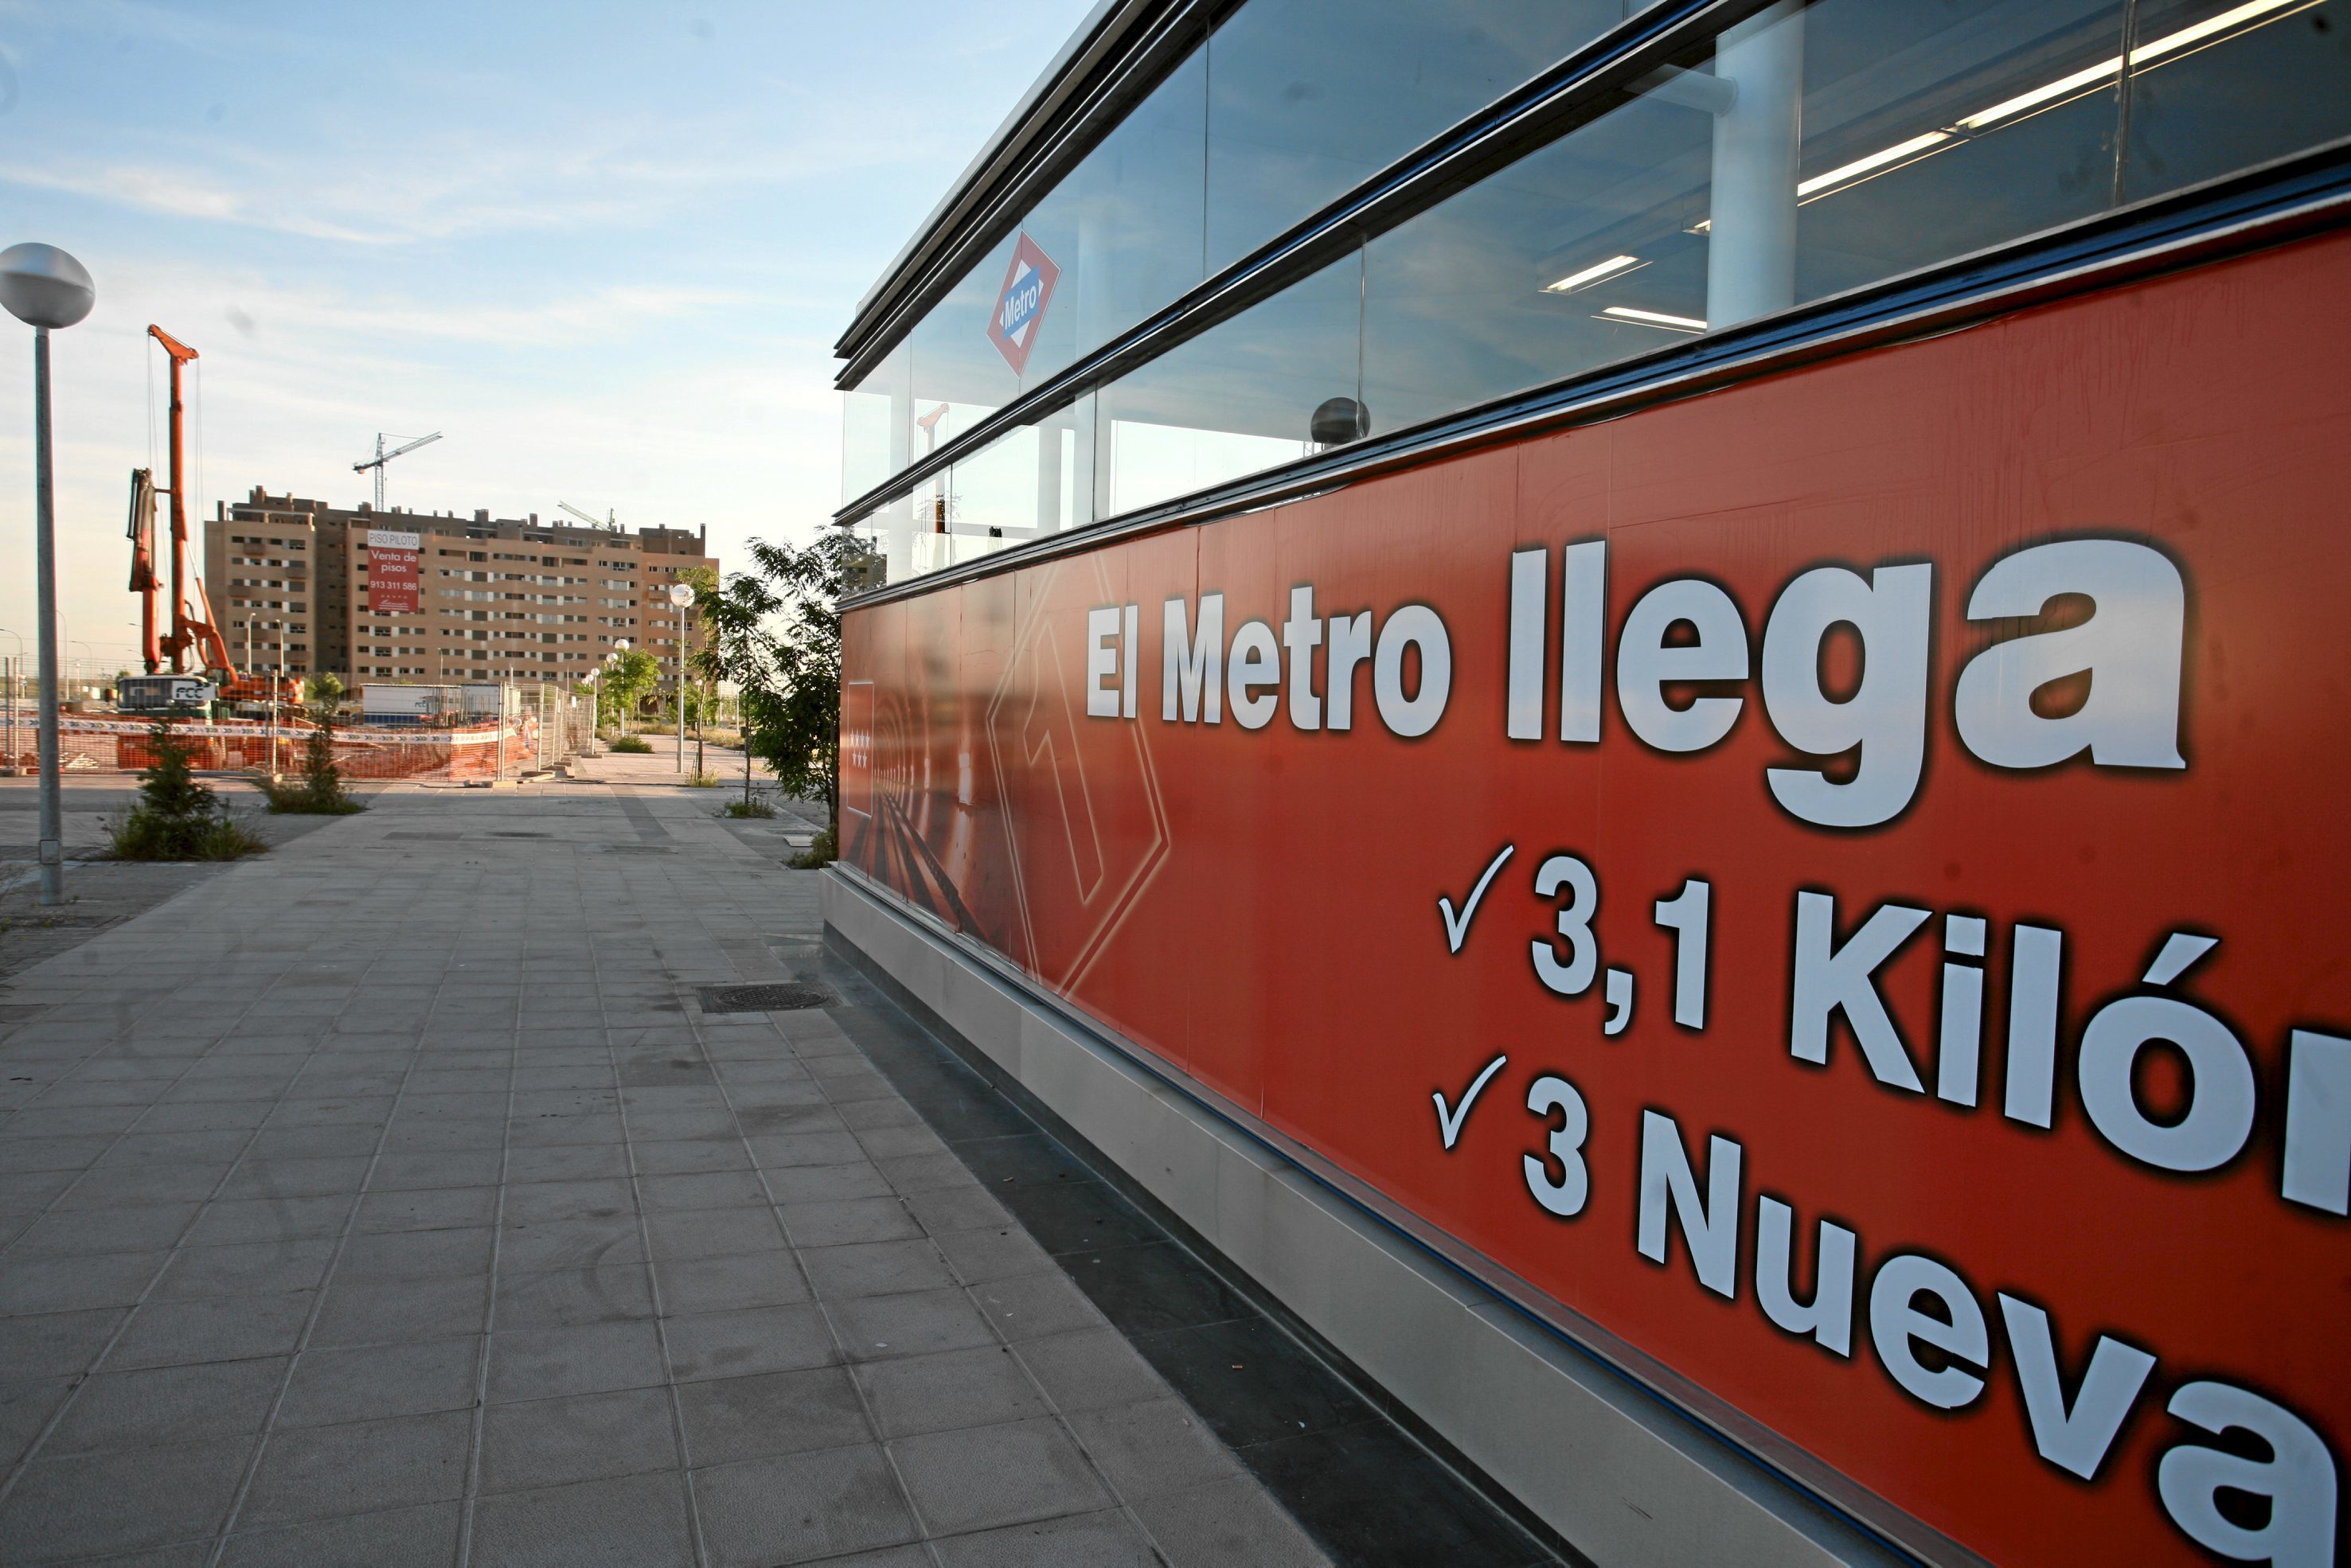 Metro
PISO PILOTO
Venta de
pisos
913 311 586
FCC
El Metro llega
✓ 3,1 Kilóm
✓ 3 Nueva